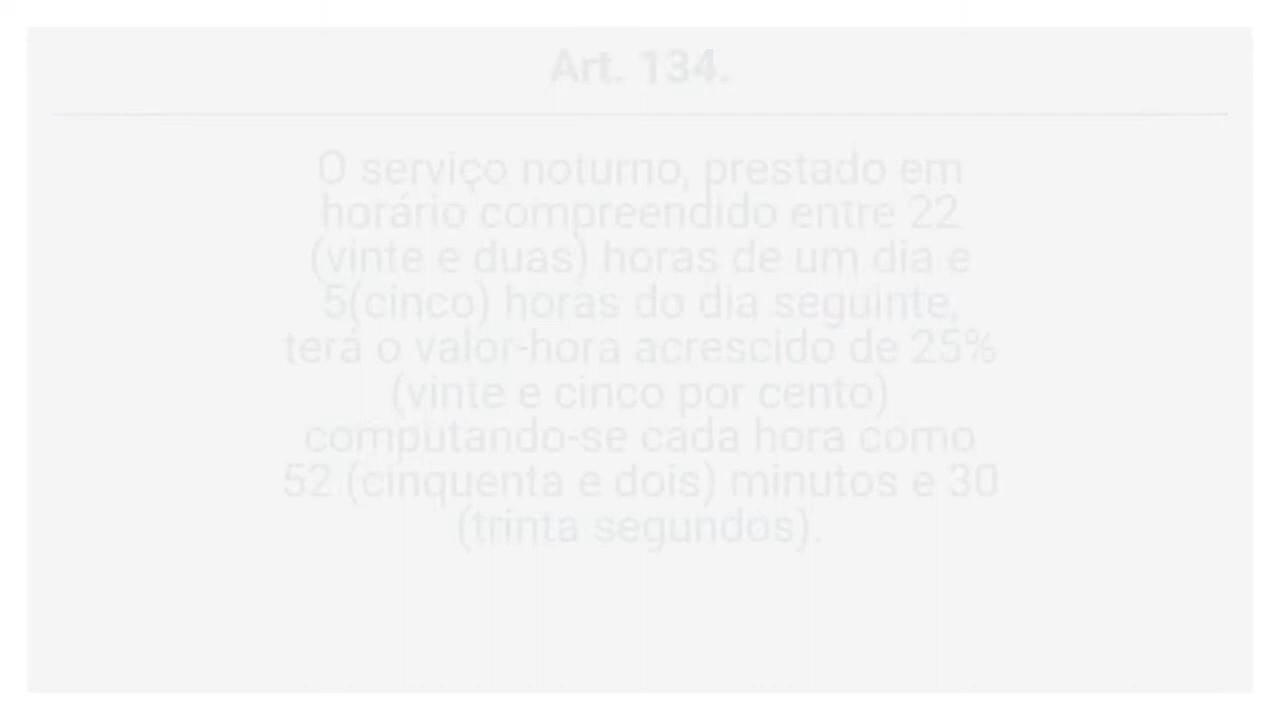 Art. 134.
O serviço noturno, prestado em
horário compreendido entre 22
(vinte e duas) horas de um dia e
5(cinco) horas do dia seguinte,
terá o valor-hora acrescido de 25%
(vinte e cinco por cento)
computando-se cada hora como
52 (cinquenta e dois) minutos e 30
(trinta segundos).